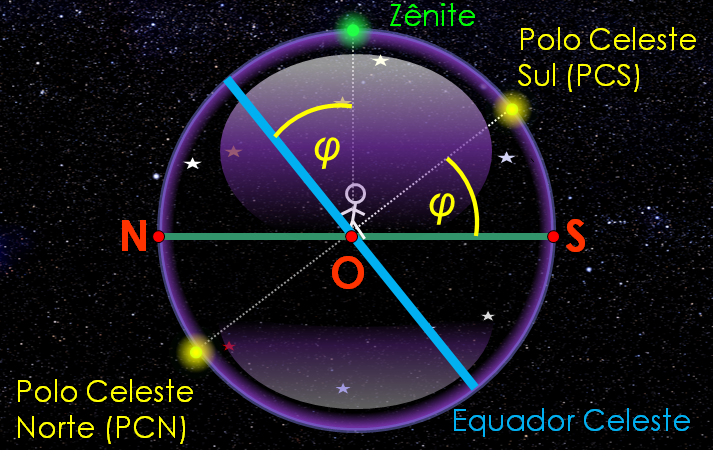 Zênite
Polo Celeste
Sul (PCS)
φ
φ
N
S
O
Polo Celeste
Norte (PCN)
Equador Celeste